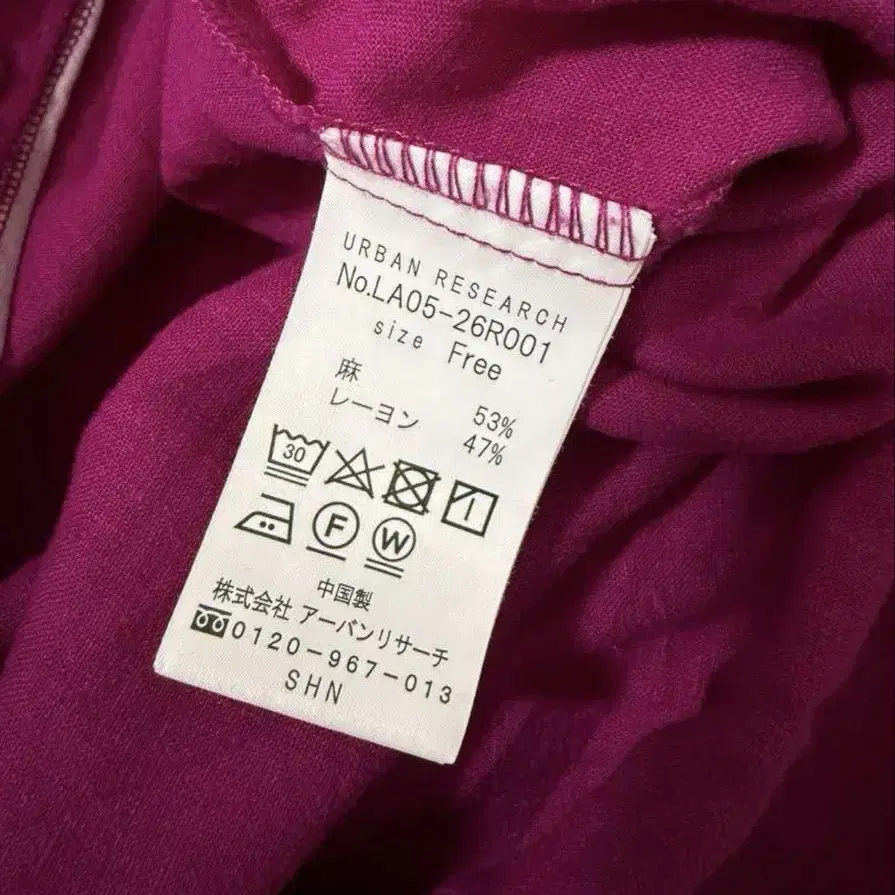 URBAN RESEARCH
No.LA05-26R001
size Free
麻 53%
レーヨン 47%
30
F W
中国製
株式会社 アーバンリサーチ
0120-967-013
SHN